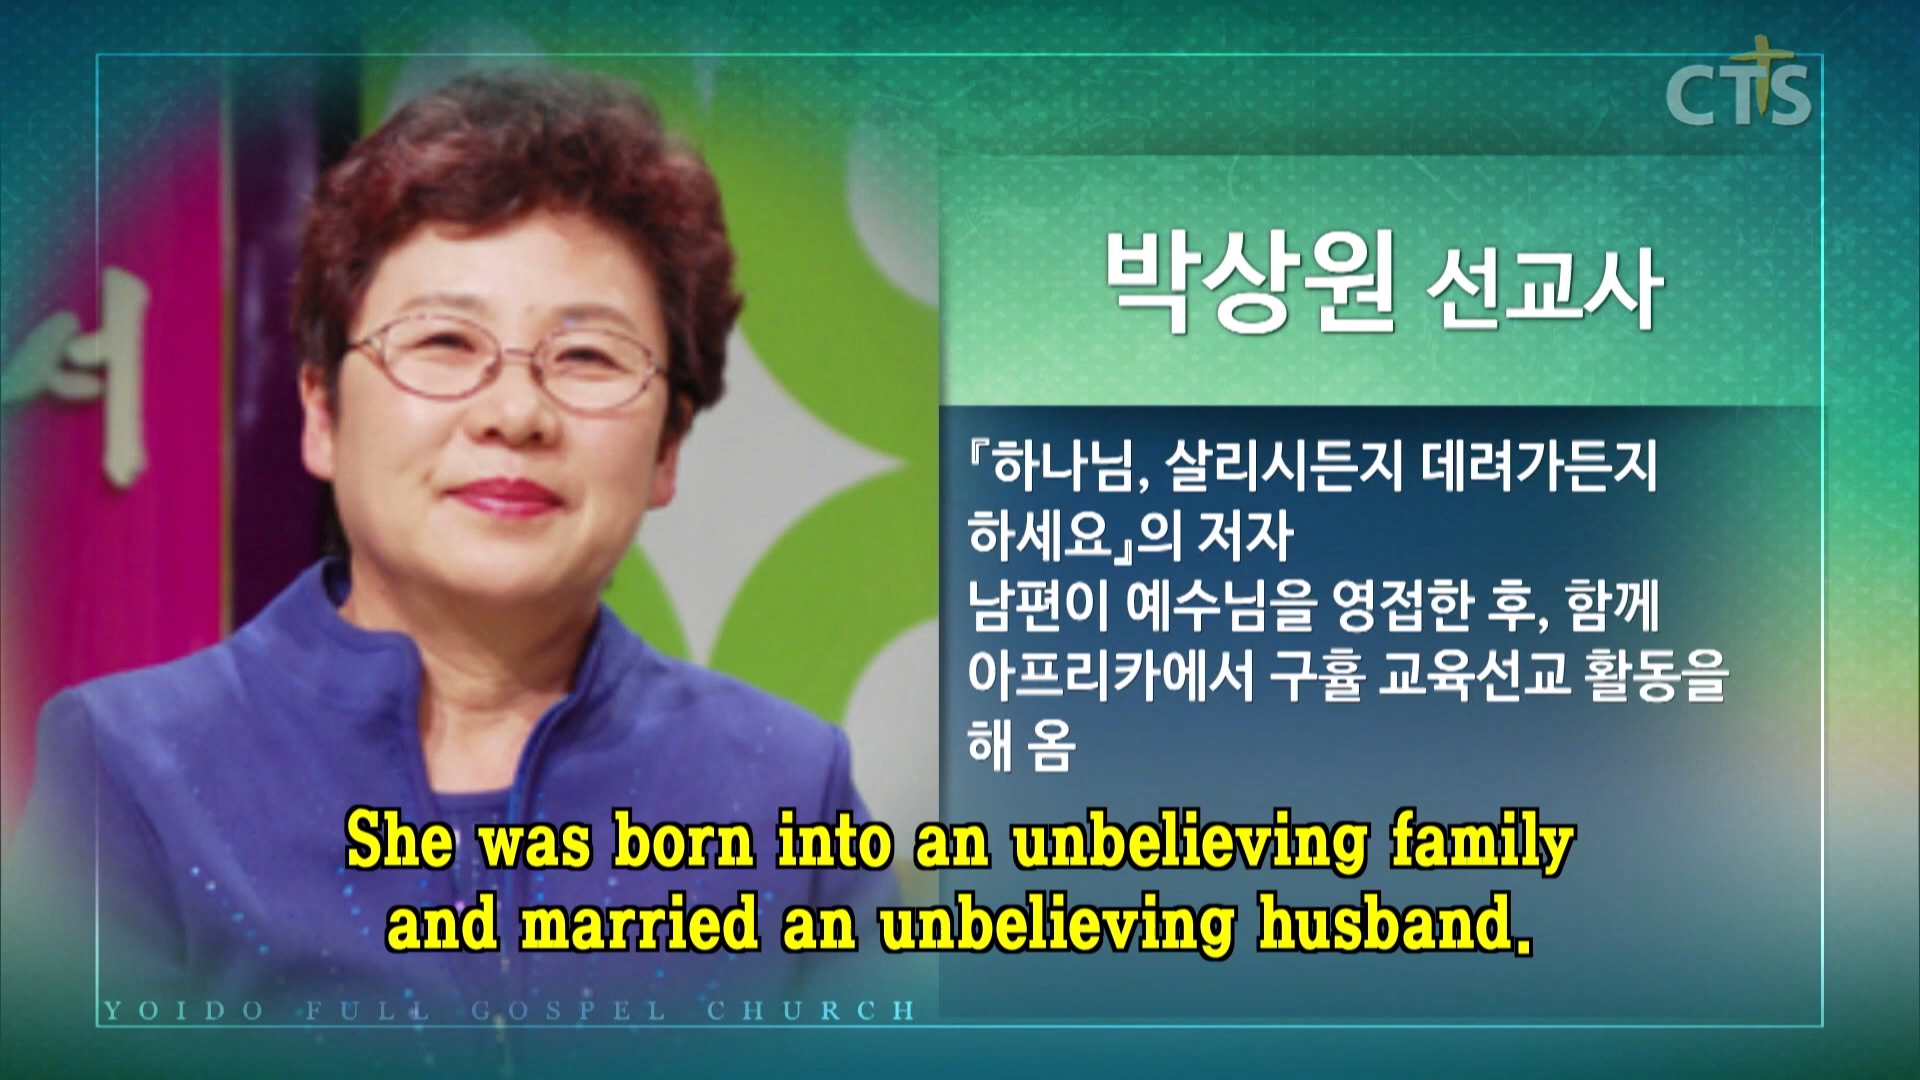 CTS
박상원 선교사
『하나님, 살리시든지 데려가든지
하세요』의 저자
남편이 예수님을 영접한 후, 함께
아프리카에서 구휼 교육선교 활동을
해 옴
She was born into an unbelieving family
and married an unbelieving husband.
YOIDO FULL GOSPEL CHURCH